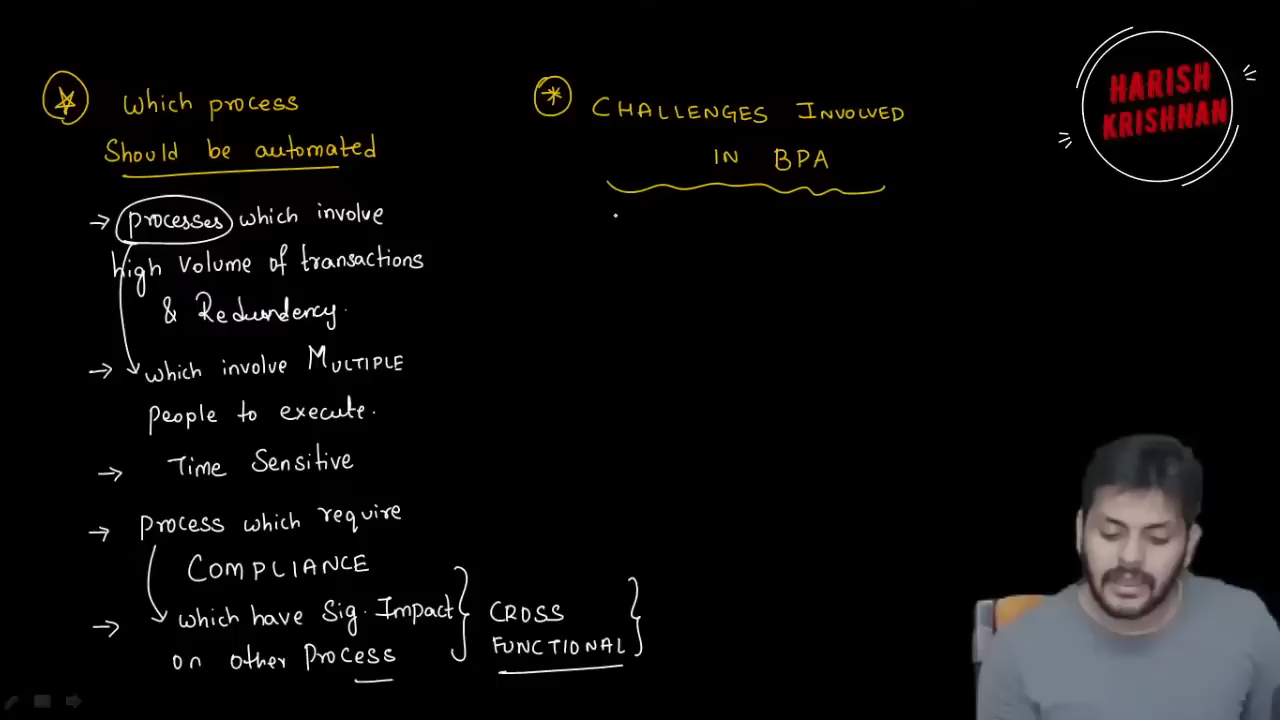 Which process
Should be automated
→ processes which involve
high Volume of transactions
& Redundency.
→ which involve MULTIPLE
people to execute.
→ Time Sensitive
→ Process which require
COMPLIANCE
→ which have Sig. Impact
on other Process
CROSS
FUNCTIONAL
* CHALLENGES INVOLVED
IN BPA
HARISH
KRISHNAN